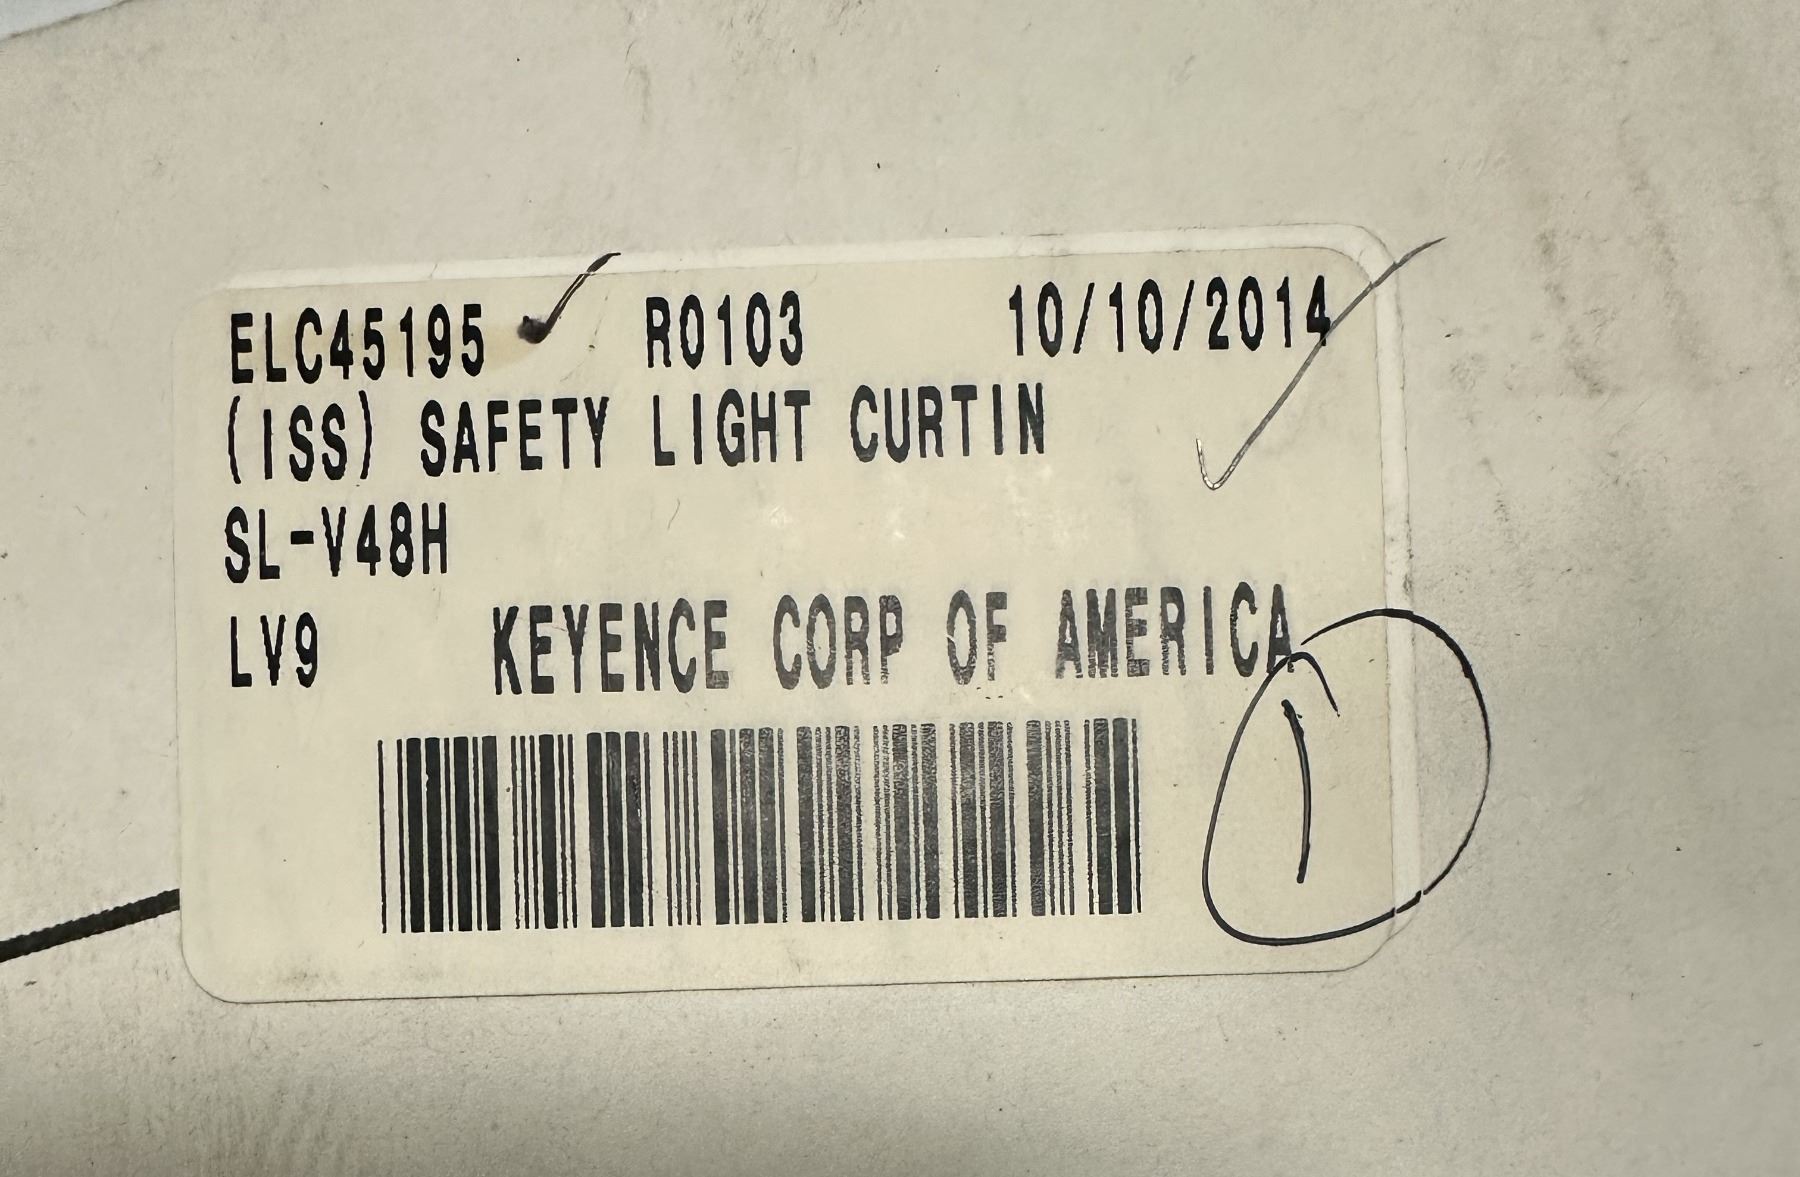 ELC45195 R0103 10/10/2014
(ISS) SAFETY LIGHT CURTIN
SL-V48H
LV9 KEYENCE CORP OF AMERICA
1